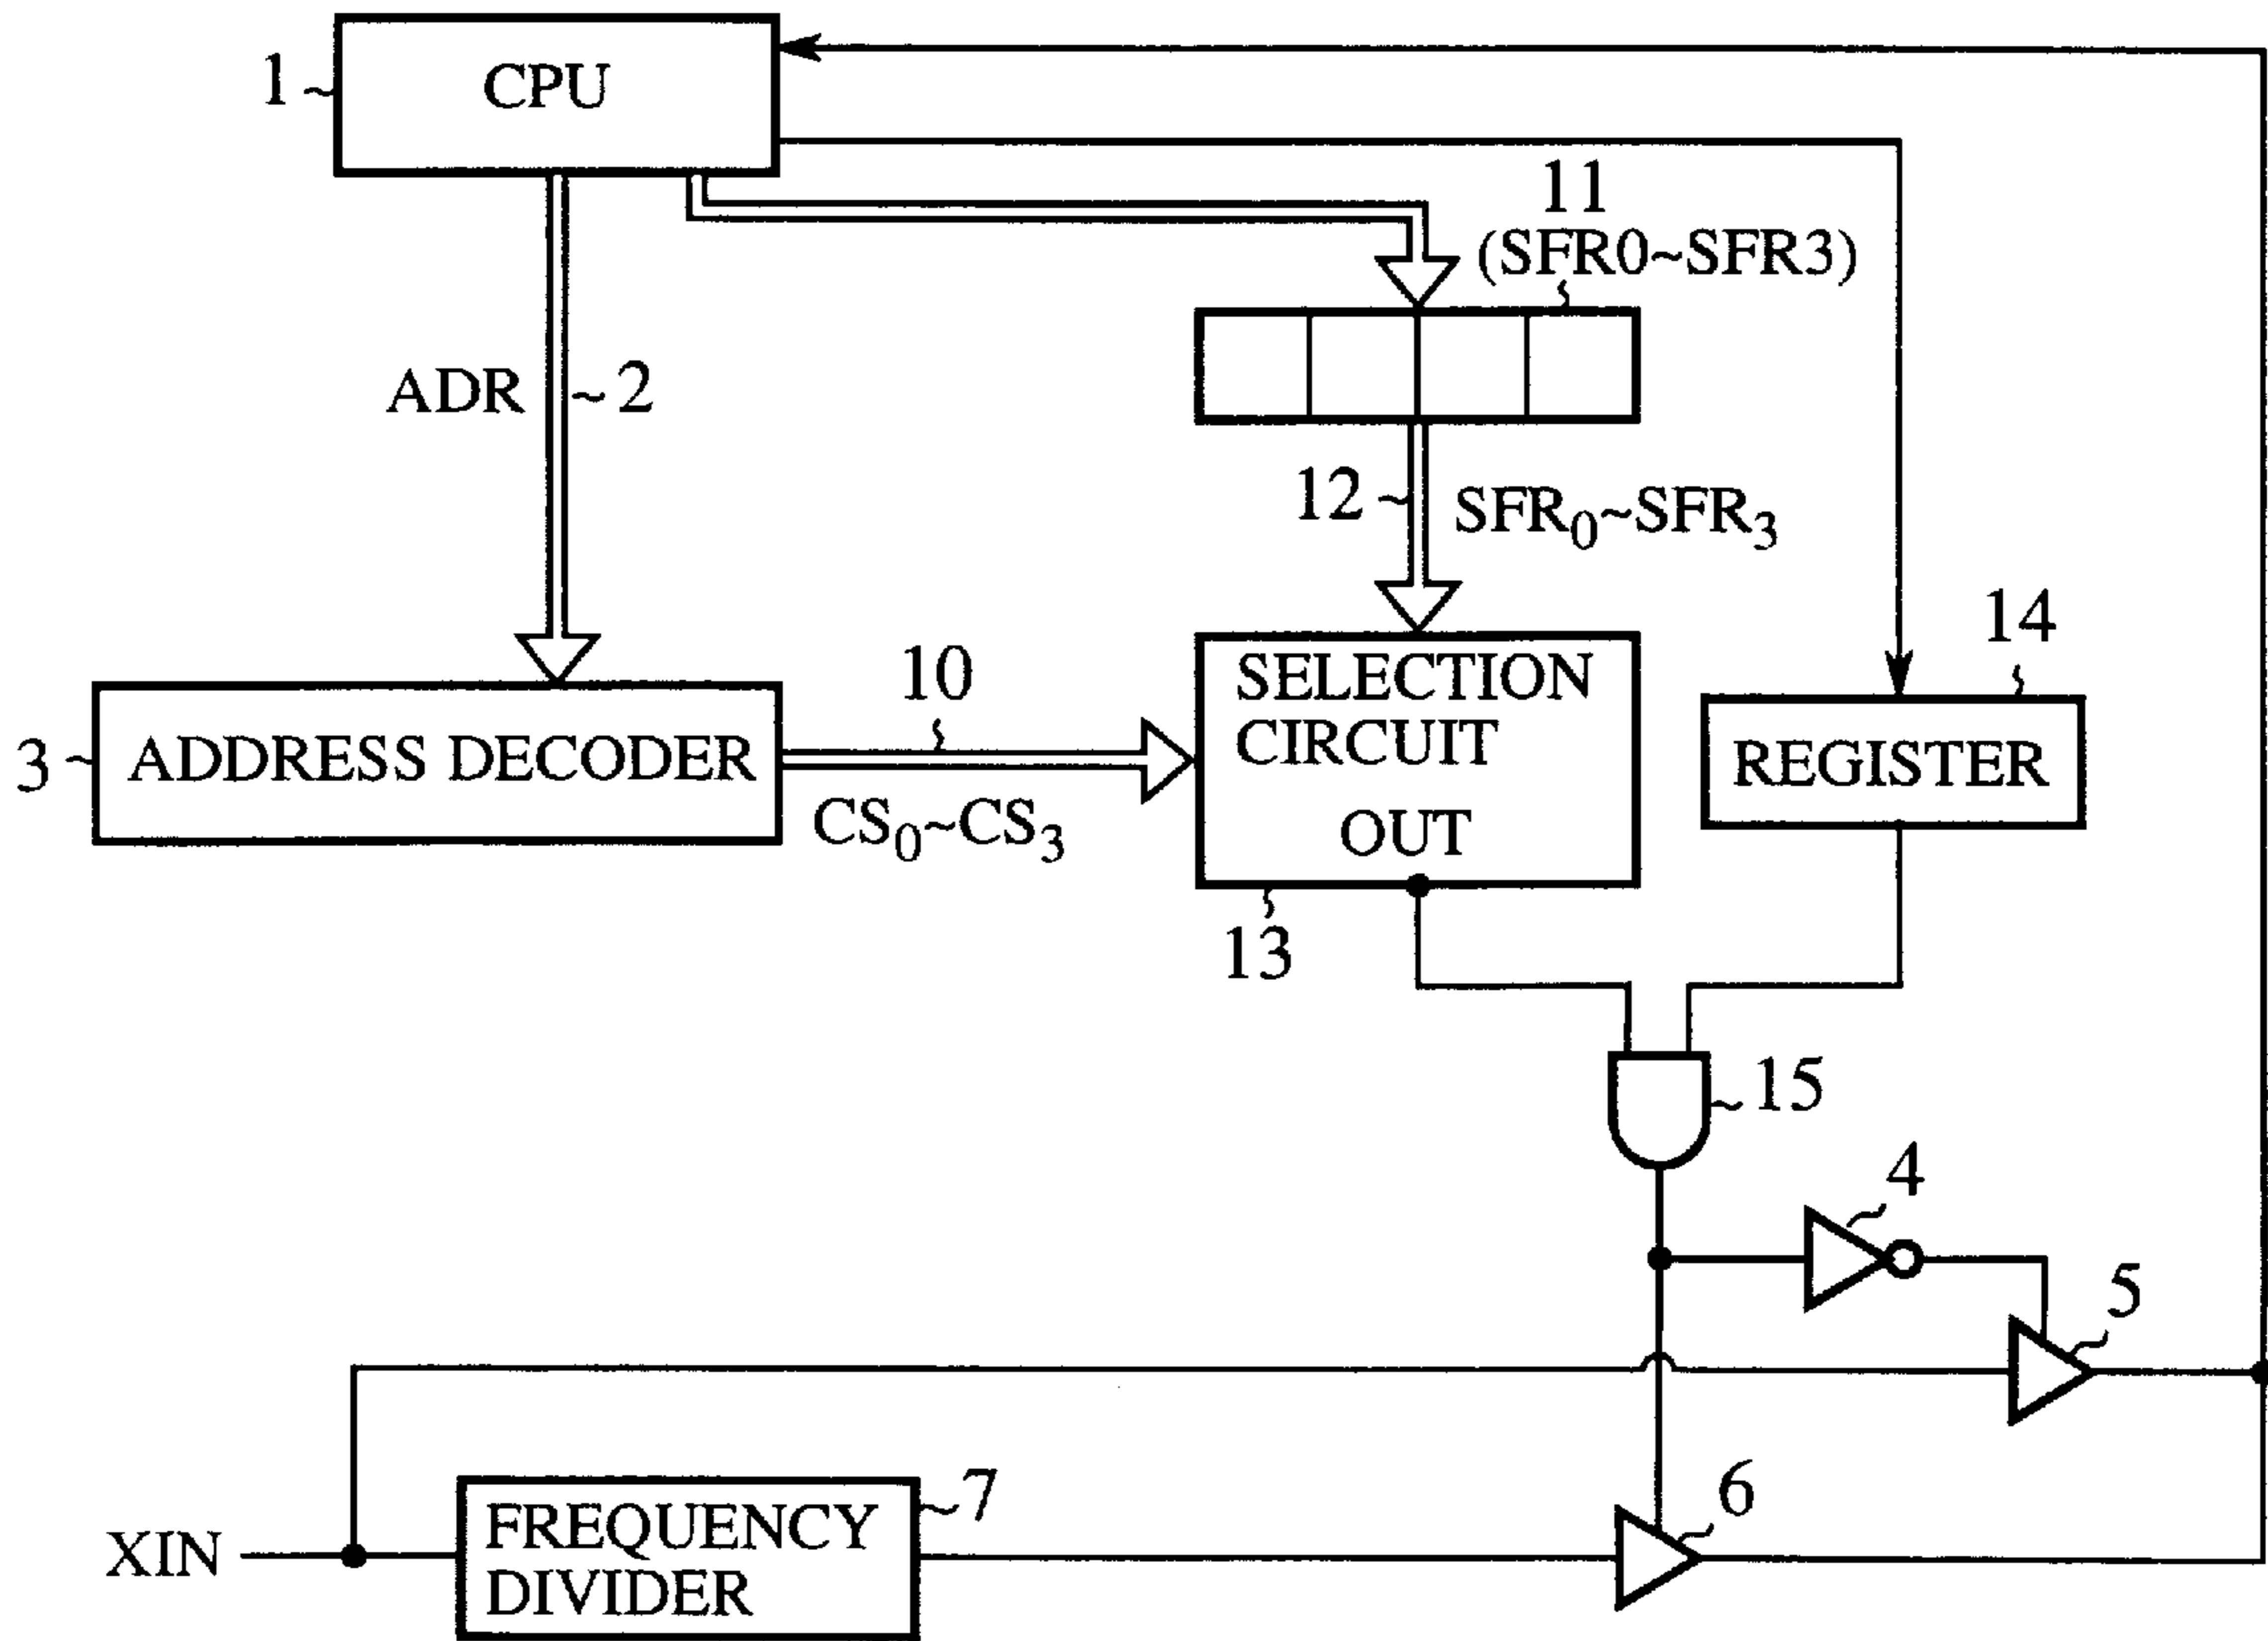 1
CPU
11
(SFR0~SFR3)
ADR
2
12
SFR0~SFR3
14
10
3
ADDRESS DECODER
CS0~CS3
SELECTION
CIRCUIT
OUT
REGISTER
13
15
4
5
6
7
XIN
FREQUENCY
DIVIDER